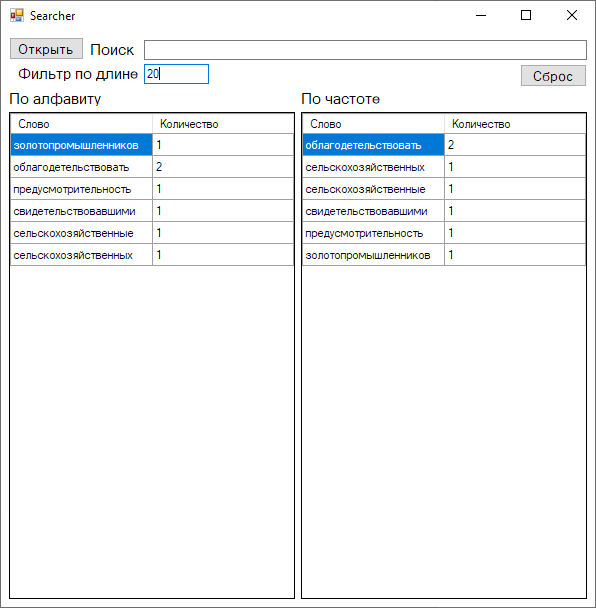 Searcher
Открыть Поиск
Фильтр по длине 20 Сброс
По алфавиту По частоте
Слово Количество Слово Количество
золотопромышленников 1 облагодетельствовать 2
облагодетельствовать 2 сельскохозяйственных 1
предусмотрительность 1 сельскохозяйственные 1
свидетельствовавшими 1 свидетельствовавшими 1
сельскохозяйственные 1 предусмотрительность 1
сельскохозяйственных 1 золотопромышленников 1